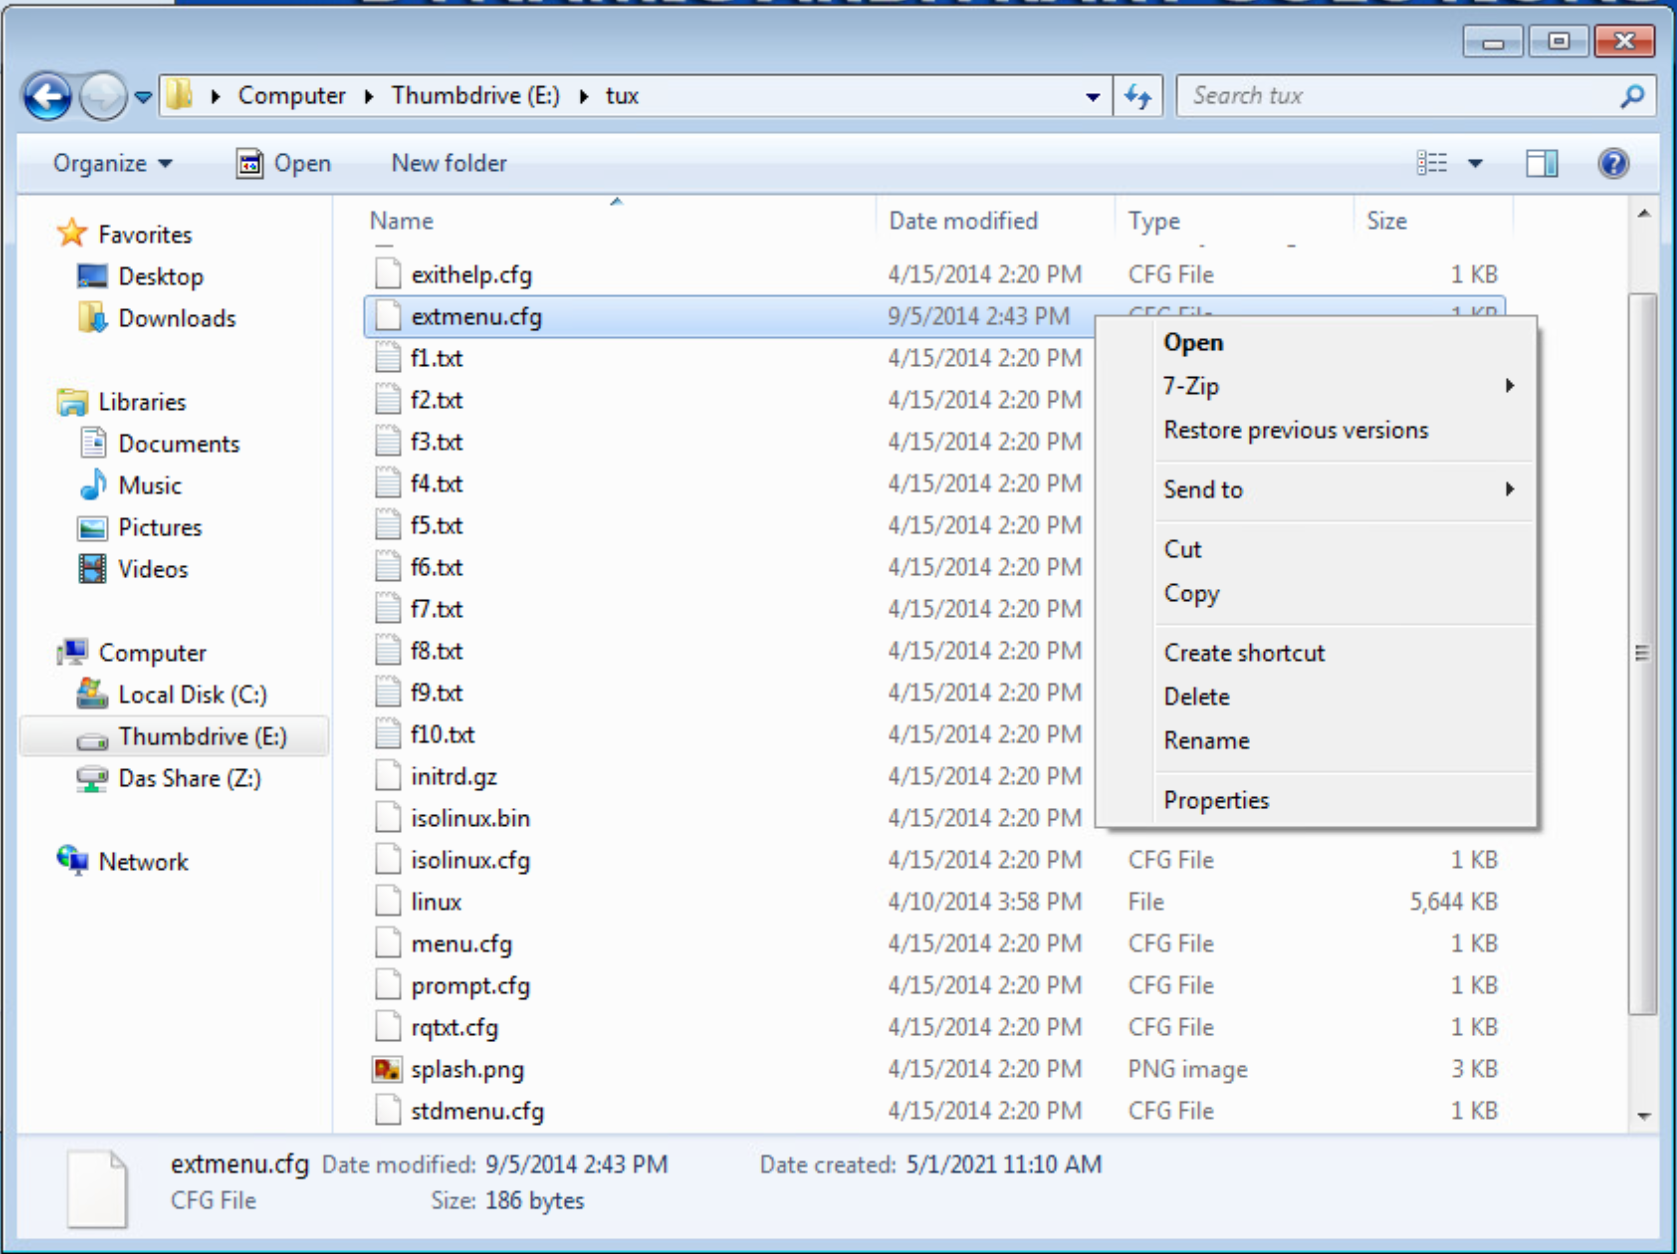 Computer ▸ Thumbdrive (E:) ▸ tux
Search tux
Organize
Open
New folder
Favorites
Desktop
Downloads
Libraries
Documents
Music
Pictures
Videos
Computer
Local Disk (C:)
Thumbdrive (E:)
Das Share (Z:)
Network
Name Date modified Type Size
exithelp.cfg 4/15/2014 2:20 PM CFG File 1 KB
extmenu.cfg 9/5/2014 2:43 PM CFG File 1 KB
f1.txt 4/15/2014 2:20 PM
f2.txt 4/15/2014 2:20 PM
f3.txt 4/15/2014 2:20 PM
f4.txt 4/15/2014 2:20 PM
f5.txt 4/15/2014 2:20 PM
f6.txt 4/15/2014 2:20 PM
f7.txt 4/15/2014 2:20 PM
f8.txt 4/15/2014 2:20 PM
f9.txt 4/15/2014 2:20 PM
f10.txt 4/15/2014 2:20 PM
initrd.gz 4/15/2014 2:20 PM
isolinux.bin 4/15/2014 2:20 PM
isolinux.cfg 4/15/2014 2:20 PM CFG File 1 KB
linux 4/10/2014 3:58 PM File 5,644 KB
menu.cfg 4/15/2014 2:20 PM CFG File 1 KB
prompt.cfg 4/15/2014 2:20 PM CFG File 1 KB
rqtxt.cfg 4/15/2014 2:20 PM CFG File 1 KB
splash.png 4/15/2014 2:20 PM PNG image 3 KB
stdmenu.cfg 4/15/2014 2:20 PM CFG File 1 KB
Open
7-Zip
Restore previous versions
Send to
Cut
Copy
Create shortcut
Delete
Rename
Properties
extmenu.cfg Date modified: 9/5/2014 2:43 PM Date created: 5/1/2021 11:10 AM
CFG File Size: 186 bytes